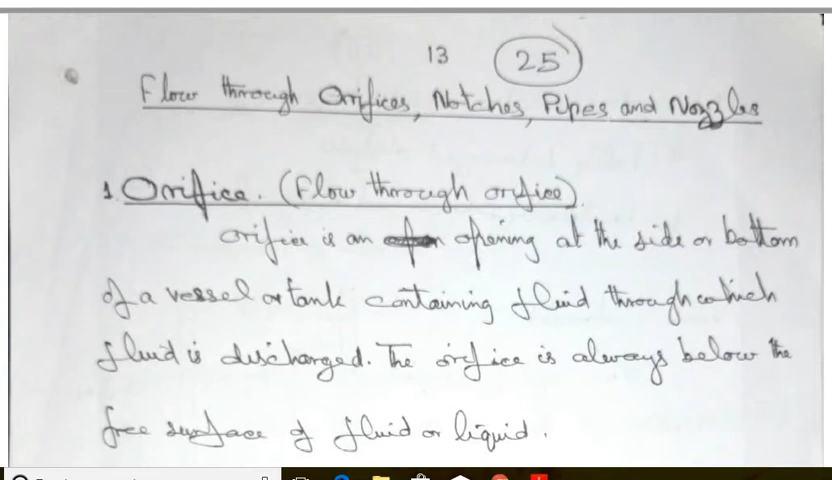 13 25
Flow through Orifices, Notches, Pipes and Nozzles
1. Orifice. (Flow through orifice)
orifice is an opening at the side or bottom
of a vessel or tank containing fluid through which
fluid is discharged. The orifice is always below the
free surface of fluid or liquid.